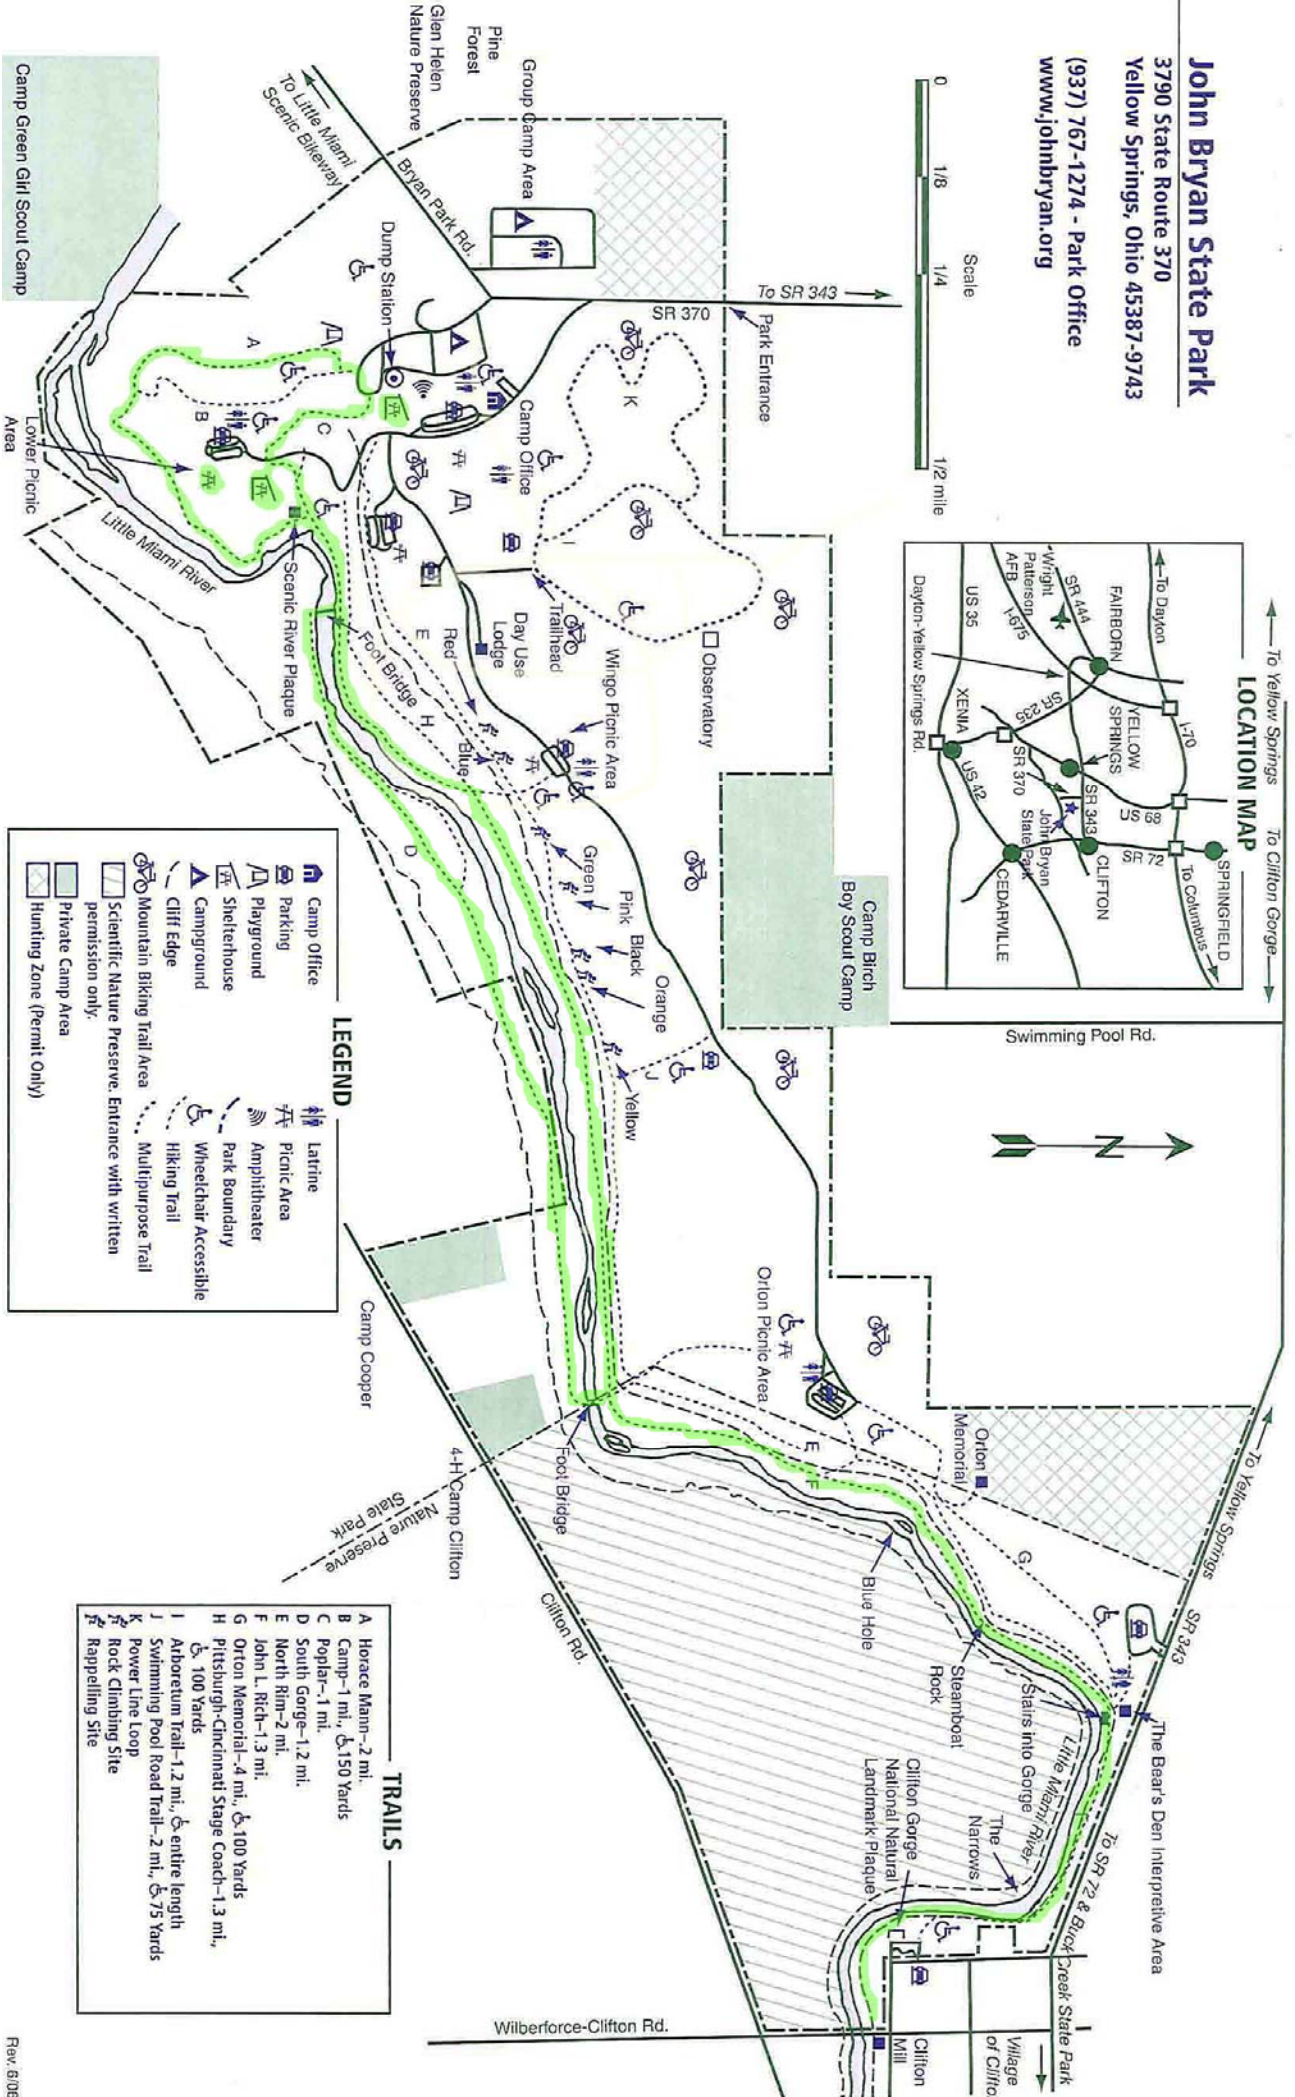 John Bryan State Park
3790 State Route 370
Yellow Springs, Ohio 45387-9743
(937) 767-1274 - Park Office
www.johnbryan.org
0
1/8
1/4
1/2 mile
Scale
To Yellow Springs
To Clifton Gorge
LOCATION MAP
To Dayton
FAIRBORN
SR 444
Wright
Patterson
AFB
I-675
US 35
Dayton-Yellow Springs Rd.
SR 235
XENIA
YELLOW
SPRINGS
SR 370
US 42
I-70
US 68
SR 343
John Bryan
State Park
CLIFTON
SR 72
CEDARVILLE
SPRINGFIELD
To Columbus
Swimming Pool Rd.
N
Glen Helen
Nature Preserve
Pine
Forest
Group Camp Area
To Little Miami
Scenic Bikeway
Bryan Park Rd.
Camp Green Girl Scout Camp
Dump Station
To SR 343
SR 370
Park Entrance
Camp Office
K
I
A
B
C
Lower Picnic
Area
Little Miami River
Scenic River Plaque
Foot Bridge
E
H
D
Trailhead
Day Use
Lodge
Observatory
Wingo Picnic Area
Red
Blue
Green
Pink
Black
Orange
Yellow
J
Camp Birch
Boy Scout Camp
Orton Picnic Area
Orton
Memorial
E
F
G
To Yellow Springs
SR 343
Camp Cooper
4-H Camp Clifton
Foot Bridge
Nature Preserve
State Park
Clifton Rd.
Blue Hole
Steamboat
Rock
Stairs into Gorge
Little Miami River
The Bear's Den Interpretive Area
To SR 72 & Buck Creek State Park
The
Narrows
Clifton Gorge
National Natural
Landmark Plaque
Wilberforce-Clifton Rd.
Clifton
Mill
Village
of Clifto
LEGEND
Camp Office
Parking
Playground
Shelterhouse
Campground
Cliff Edge
Mountain Biking Trail Area
Scientific Nature Preserve. Entrance with written
permission only.
Private Camp Area
Hunting Zone (Permit Only)
Latrine
Picnic Area
Amphitheater
Park Boundary
Wheelchair Accessible
Hiking Trail
Multipurpose Trail
TRAILS
A Horace Mann-.2 mi.
B Camp-1 mi., 150 Yards
C Poplar-.1 mi.
D South Gorge-1.2 mi.
E North Rim-2 mi.
F John L. Rich-1.3 mi.
G Orton Memorial-.4 mi., 100 Yards
H Pittsburgh-Cincinnati Stage Coach-1.3 mi.,
100 Yards
I Arboretum Trail-1.2 mi., entire length
J Swimming Pool Road Trail-.2 mi., 75 Yards
K Power Line Loop
Rock Climbing Site
Rappelling Site
Rev. 6/06